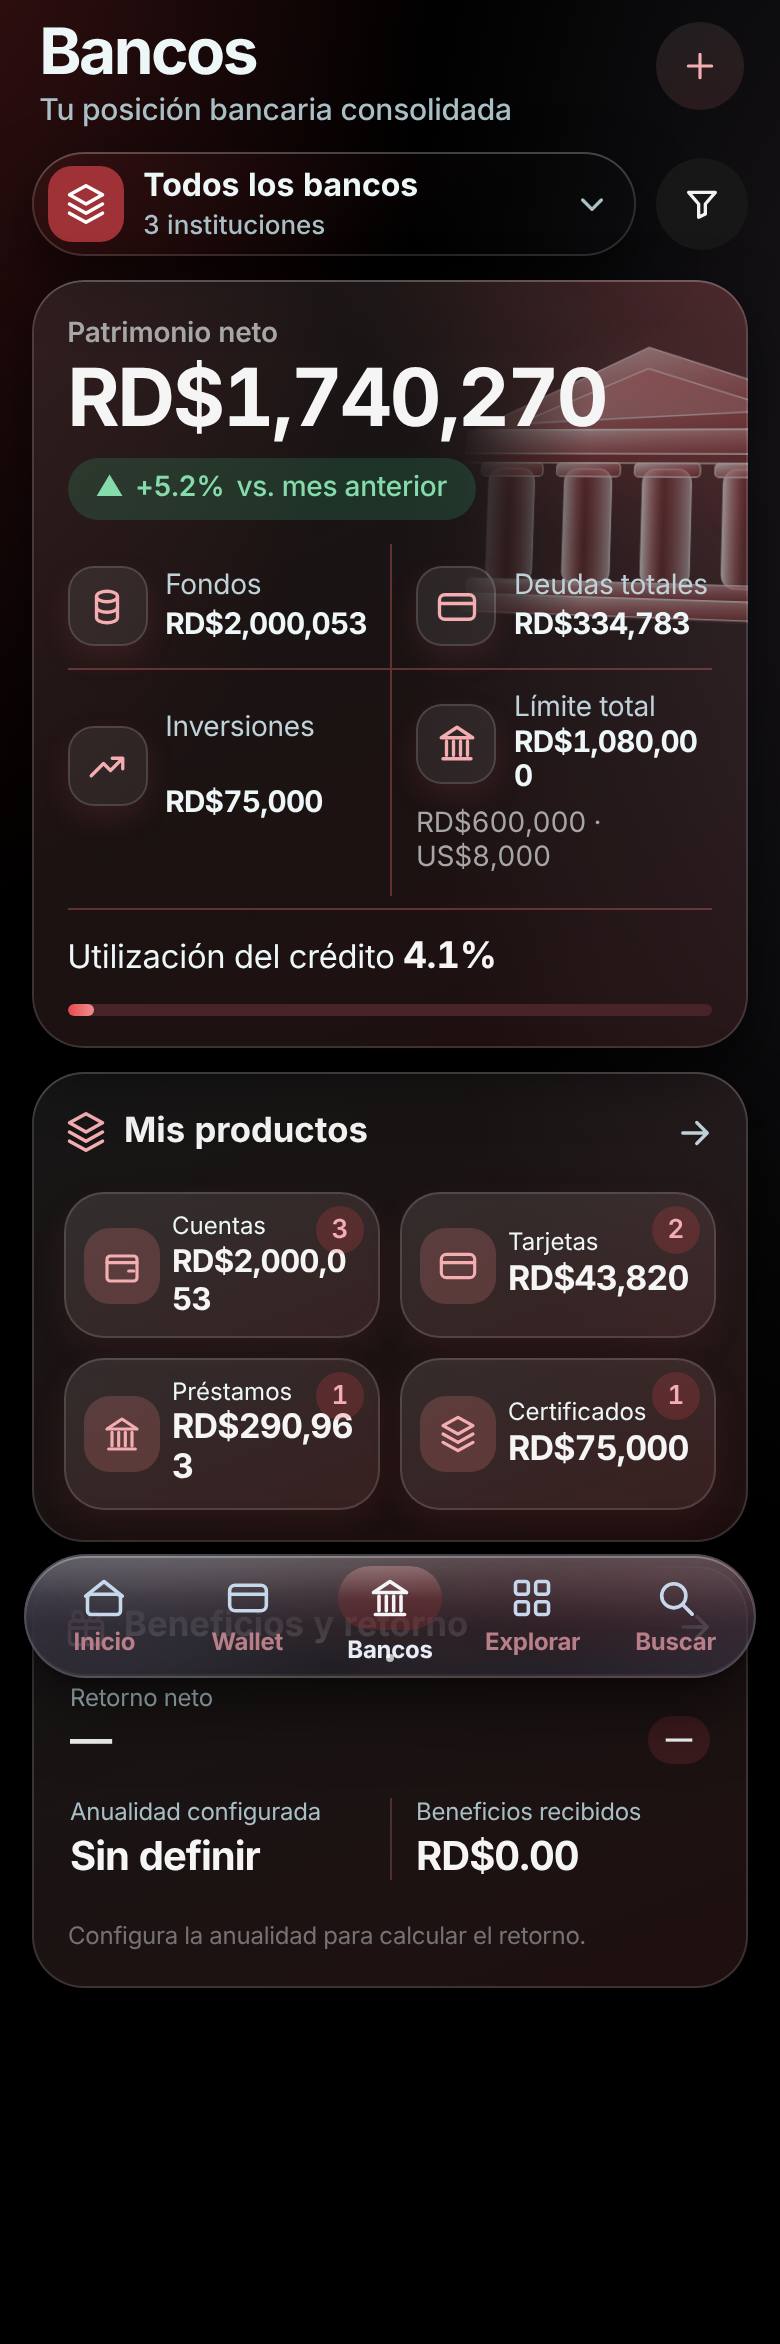 Bancos
Tu posición bancaria consolidada
Todos los bancos
3 instituciones
Patrimonio neto
RD$1,740,270
▲ +5.2% vs. mes anterior
Fondos
RD$2,000,053
Deudas totales
RD$334,783
Inversiones
RD$75,000
Límite total
RD$1,080,00
0
RD$600,000 ·
US$8,000
Utilización del crédito 4.1%
Mis productos
Cuentas
3
RD$2,000,0
53
Tarjetas
2
RD$43,820
Préstamos
1
RD$290,96
3
Certificados
1
RD$75,000
Beneficios y retorno
Inicio
Wallet
Bancos
Explorar
Buscar
Retorno neto
—
—
Anualidad configurada
Sin definir
Beneficios recibidos
RD$0.00
Configura la anualidad para calcular el retorno.